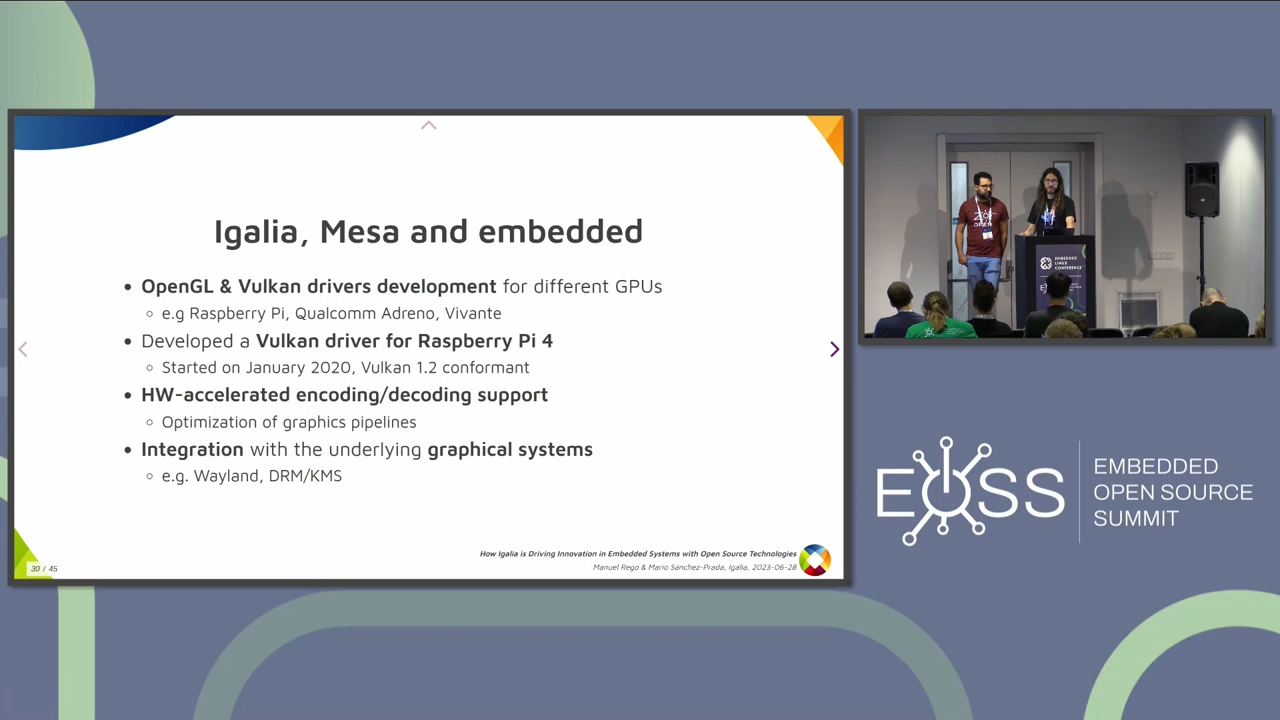 Igalia, Mesa and embedded
• OpenGL & Vulkan drivers development for different GPUs
◦ e.g Raspberry Pi, Qualcomm Adreno, Vivante
• Developed a Vulkan driver for Raspberry Pi 4
◦ Started on January 2020, Vulkan 1.2 conformant
• HW-accelerated encoding/decoding support
◦ Optimization of graphics pipelines
• Integration with the underlying graphical systems
◦ e.g. Wayland, DRM/KMS
How Igalia is Driving Innovation in Embedded Systems with Open Source Technologies
Manuel Rego & Mario Sánchez-Prada, Igalia, 2023-06-28
30 / 45
EMBEDDED
LINUX
CONFERENCE
EOSS
EMBEDDED
OPEN SOURCE
SUMMIT